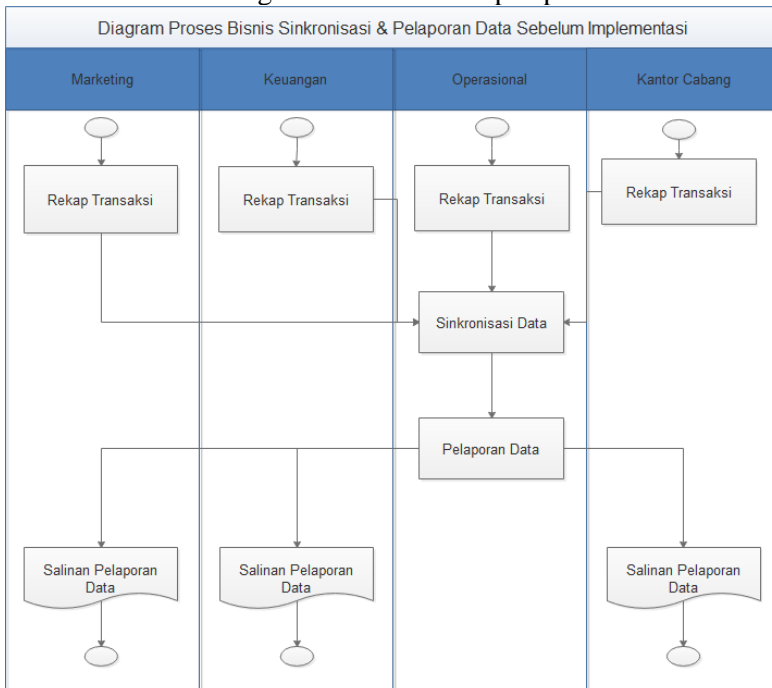 Diagram Proses Bisnis Sinkronisasi & Pelaporan Data Sebelum Implementasi
Marketing
Keuangan
Operasional
Kantor Cabang
Rekap Transaksi
Rekap Transaksi
Rekap Transaksi
Rekap Transaksi
Sinkronisasi Data
Pelaporan Data
Salinan Pelaporan
Data
Salinan Pelaporan
Data
Salinan Pelaporan
Data